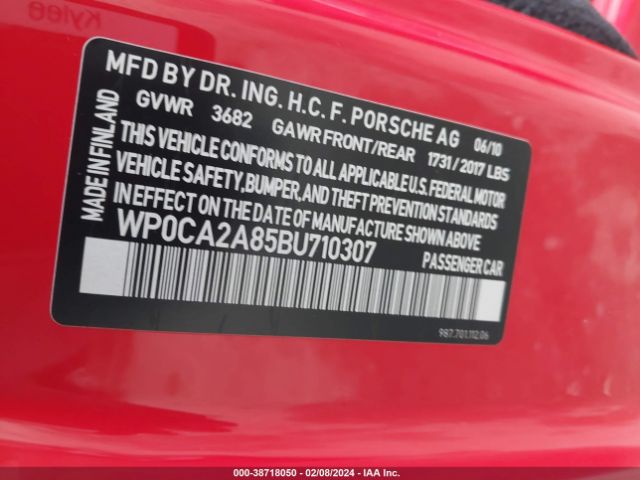 Kylee
MFD BY DR. ING. H.C. F. PORSCHE AG 06/10
GVWR 3682 GAWR FRONT/REAR 1731/2017 LBS
THIS VEHICLE CONFORMS TO ALL APPLICABLE U.S. FEDERAL MOTOR
VEHICLE SAFETY, BUMPER, AND THEFT PREVENTION STANDARDS
IN EFFECT ON THE DATE OF MANUFACTURE SHOWN ABOVE.
WP0CA2A85BU710307 PASSENGER CAR
MADE IN FINLAND
987.701.112.06
000-38718050 - 02/08/2024 - IAA Inc.